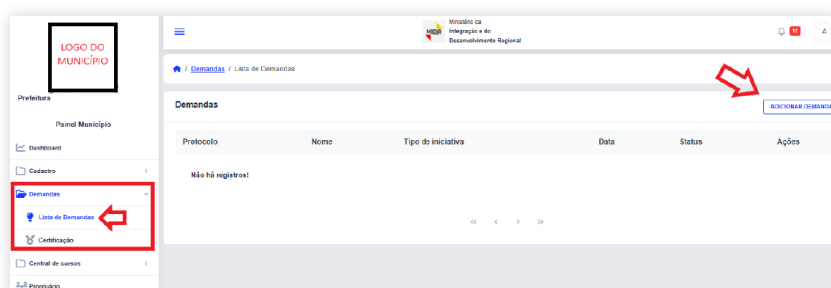 LOGO DO
MUNICÍPIO
Prefeitura
Painel Município
Dashboard
Cadastro
Demandas
Lista de Demandas
Certificação
Central de cursos
Prontuário
MIDR
Ministério da
Integração e do
Desenvolvimento Regional
A
/ Demandas / Lista de Demandas
Demandas
ADICIONAR DEMANDA
Protocolo Nome Tipo de iniciativa Data Status Ações
Não há registros!
« < > »